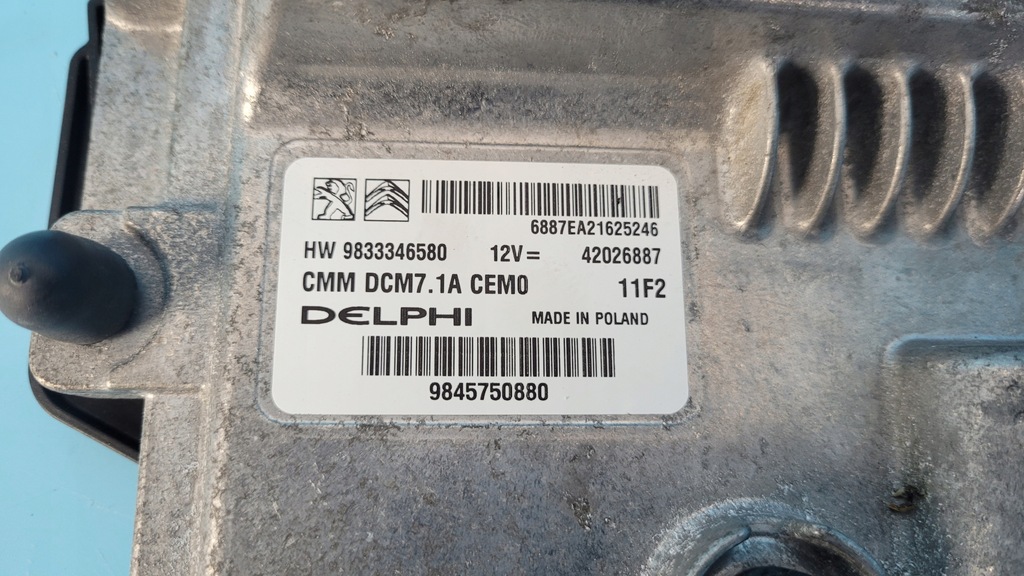 6887EA21625246
HW 9833346580 12V= 42026887
CMM DCM7.1A CEM0 11F2
DELPHI MADE IN POLAND
9845750880